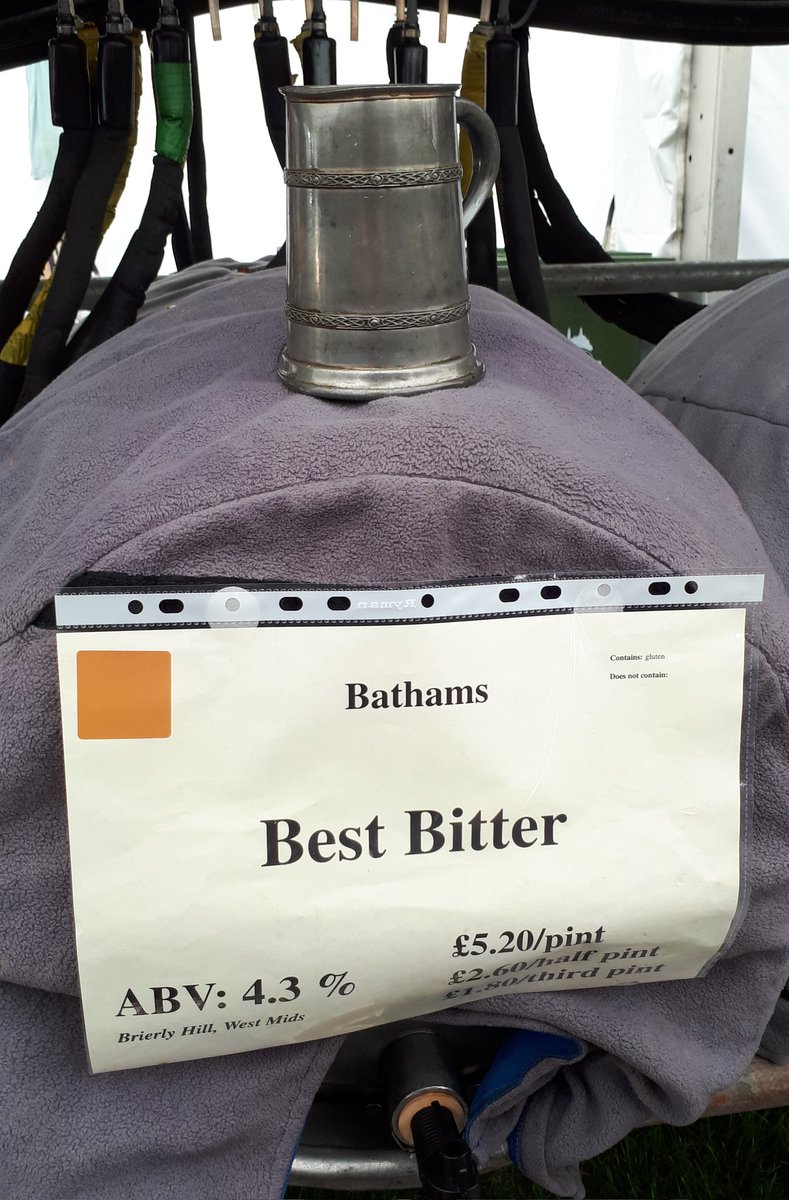 Ryman
Contains: gluten
Does not contain:
Bathams
Best Bitter
£5.20/pint
£2.60/half pint
£1.80/third pint
ABV: 4.3 %
Brierly Hill, West Mids